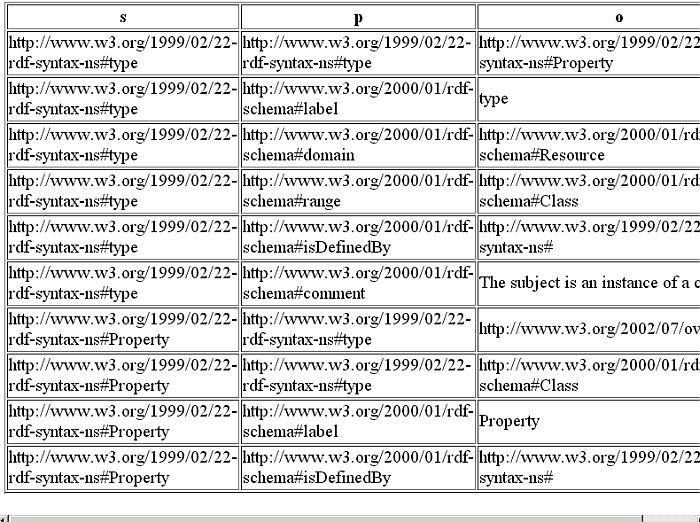 s p o
http://www.w3.org/1999/02/22- http://www.w3.org/1999/02/22- http://www.w3.org/1999/02/22
rdf-syntax-ns#type rdf-syntax-ns#type syntax-ns#Property
http://www.w3.org/1999/02/22- http://www.w3.org/2000/01/rdf- type
rdf-syntax-ns#type schema#label
http://www.w3.org/1999/02/22- http://www.w3.org/2000/01/rdf- http://www.w3.org/2000/01/rd
rdf-syntax-ns#type schema#domain schema#Resource
http://www.w3.org/1999/02/22- http://www.w3.org/2000/01/rdf- http://www.w3.org/2000/01/rd
rdf-syntax-ns#type schema#range schema#Class
http://www.w3.org/1999/02/22- http://www.w3.org/2000/01/rdf- http://www.w3.org/1999/02/22
rdf-syntax-ns#type schema#isDefinedBy syntax-ns#
http://www.w3.org/1999/02/22- http://www.w3.org/2000/01/rdf- The subject is an instance of a c
rdf-syntax-ns#type schema#comment
http://www.w3.org/1999/02/22- http://www.w3.org/1999/02/22- http://www.w3.org/2002/07/ov
rdf-syntax-ns#Property rdf-syntax-ns#type
http://www.w3.org/1999/02/22- http://www.w3.org/1999/02/22- http://www.w3.org/2000/01/rd
rdf-syntax-ns#Property rdf-syntax-ns#type schema#Class
http://www.w3.org/1999/02/22- http://www.w3.org/2000/01/rdf- Property
rdf-syntax-ns#Property schema#label
http://www.w3.org/1999/02/22- http://www.w3.org/2000/01/rdf- http://www.w3.org/1999/02/22
rdf-syntax-ns#Property schema#isDefinedBy syntax-ns#